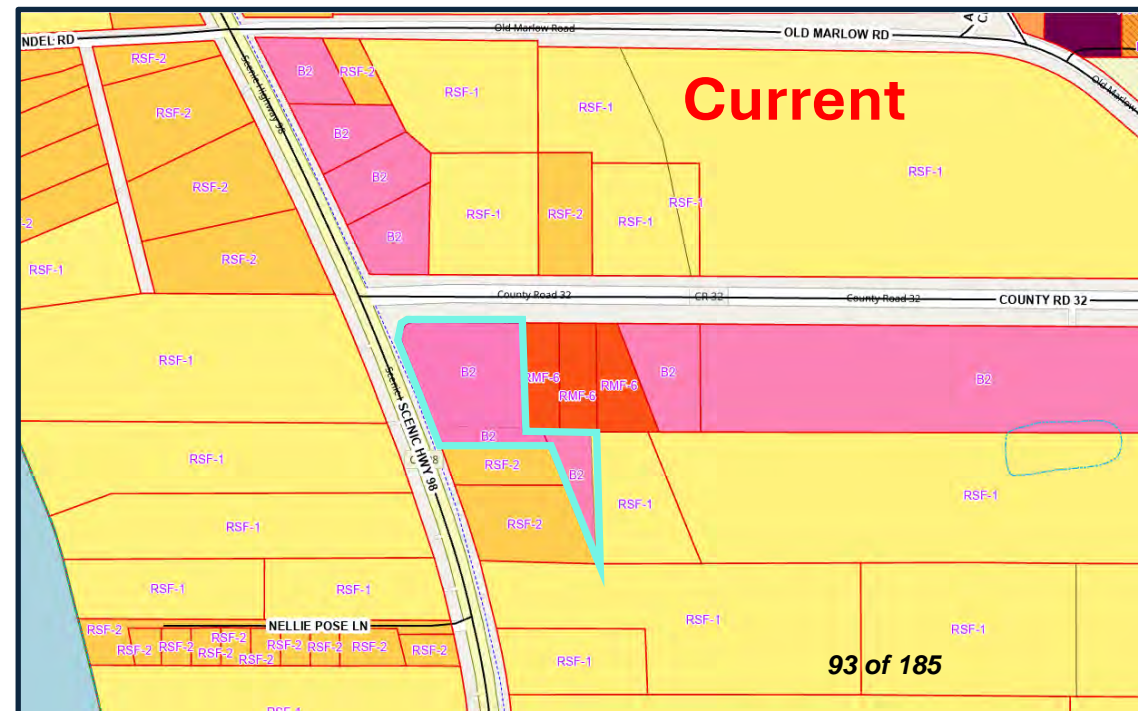 Old Marlow Road
OLD MARLOW RD
NDEL RD
RSF-2
B2
RSF-2
Current
Scenic Highway 98
RSF-1
RSF-1
Old Marlow
RSF-2
B2
RSF-1
B2
RSF-2
RSF-1
RSF-1
RSF-2
RSF-1
-2
B2
RSF-2
RSF-1
County Road 32
CR 32
County Road 32
COUNTY RD 32
RSF-1
B2
RMF-6
RMF-6
RMF-6
B2
B2
SCENIC HWY 98
B2
RSF-1
RSF-2
B2
RSF-1
RSF-1
RSF-2
RSF-1
RSF-1
RSF-1
RSF-1
RSF-1
NELLIE POSE LN
RSF-2
RSF-2
RSF-2
RSF-2
RSF-2
RSF-2
RSF-2
RSF-2
RSF-2
RSF-2
RSF-1
93 of 185
RSF-1